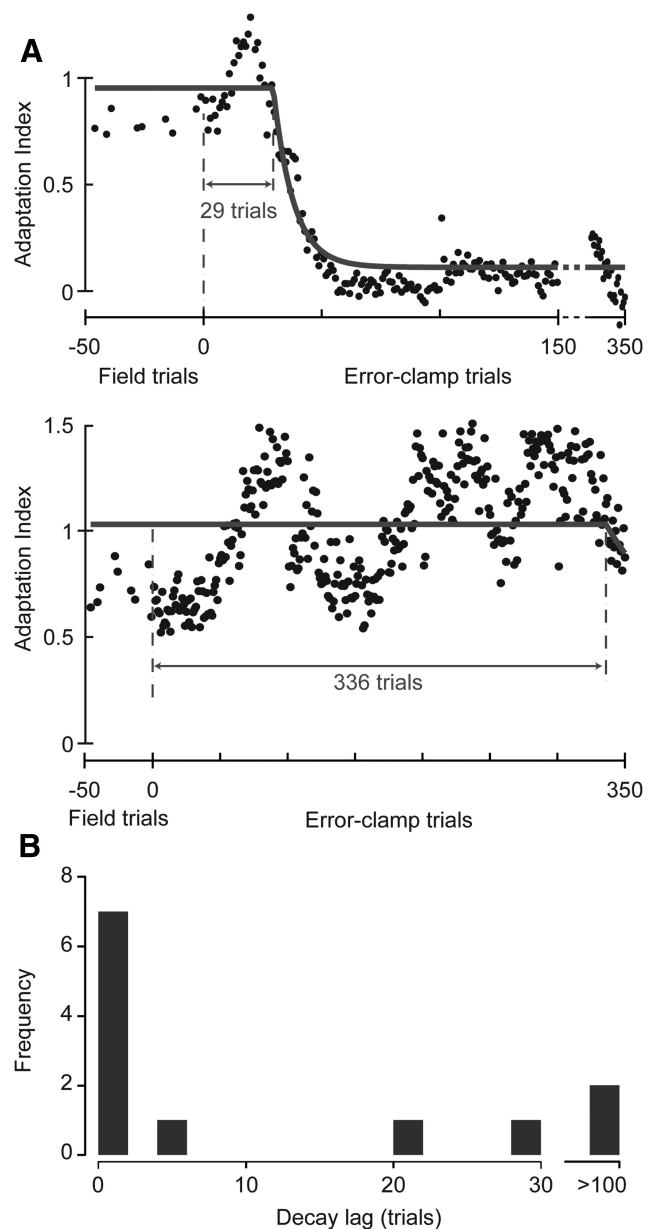 A
1
Adaptation Index
0.5
29 trials
0
-50 0 150 350
Field trials Error-clamp trials
1.5
Adaptation Index
1
0.5
336 trials
0
-50 0 350
Field trials Error-clamp trials
B
8
6
Frequency
4
2
0
0 10 20 30 >100
Decay lag (trials)